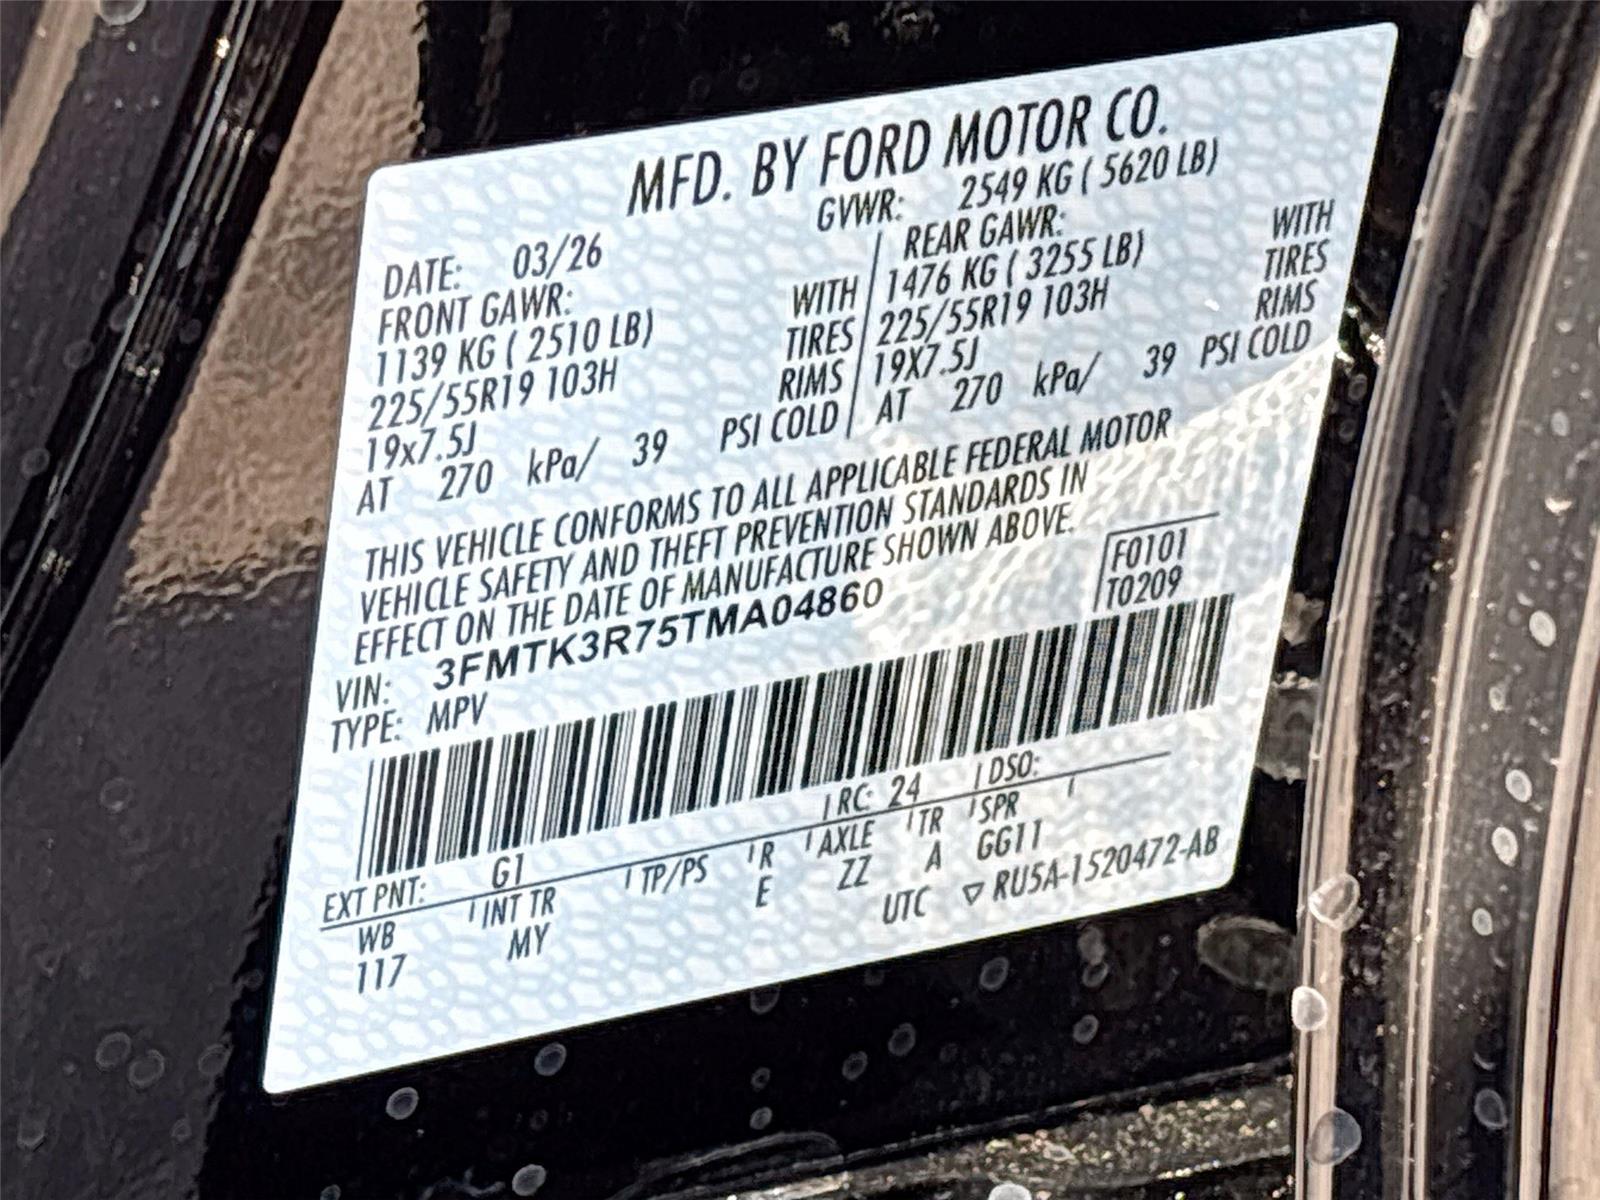 MFD. BY FORD MOTOR CO.
DATE: 03/26 GVWR: 2549 KG ( 5620 LB)
FRONT GAWR: REAR GAWR:
1139 KG ( 2510 LB) WITH 1476 KG ( 3255 LB) WITH
225/55R19 103H TIRES 225/55R19 103H TIRES
19x7.5J RIMS 19X7.5J RIMS
AT 270 kPa/ 39 PSI COLD AT 270 kPa/ 39 PSI COLD
THIS VEHICLE CONFORMS TO ALL APPLICABLE FEDERAL MOTOR
VEHICLE SAFETY AND THEFT PREVENTION STANDARDS IN
EFFECT ON THE DATE OF MANUFACTURE SHOWN ABOVE.
F0101
VIN: 3FMTK3R75TMA04860 T0209
TYPE: MPV
EXT PNT: G1 RC: 24 DSO:
WB INT TR TP/PS R AXLE TR SPR
117 MY E ZZ A GG11
UTC ▽ RU5A-1520472-AB